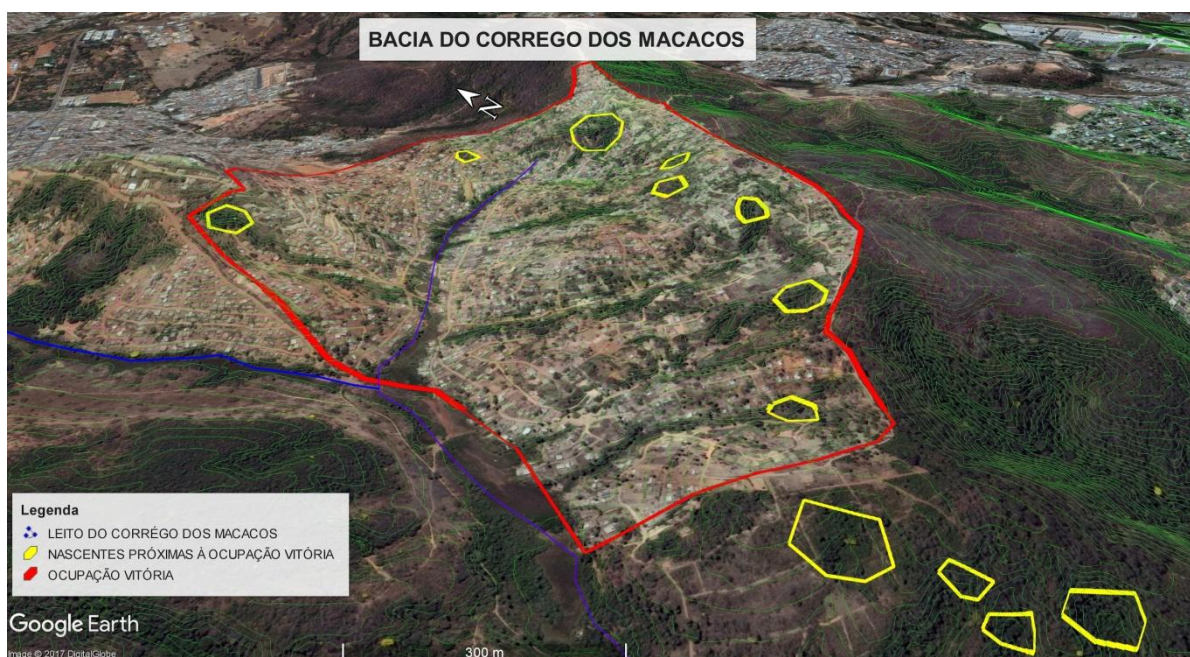 BACIA DO CORREGO DOS MACACOS
N
Legenda
LEITO DO CORRÉGO DOS MACACOS
NASCENTES PRÓXIMAS À OCUPAÇÃO VITÓRIA
OCUPAÇÃO VITÓRIA
Google Earth
Image © 2017 DigitalGlobe
300 m